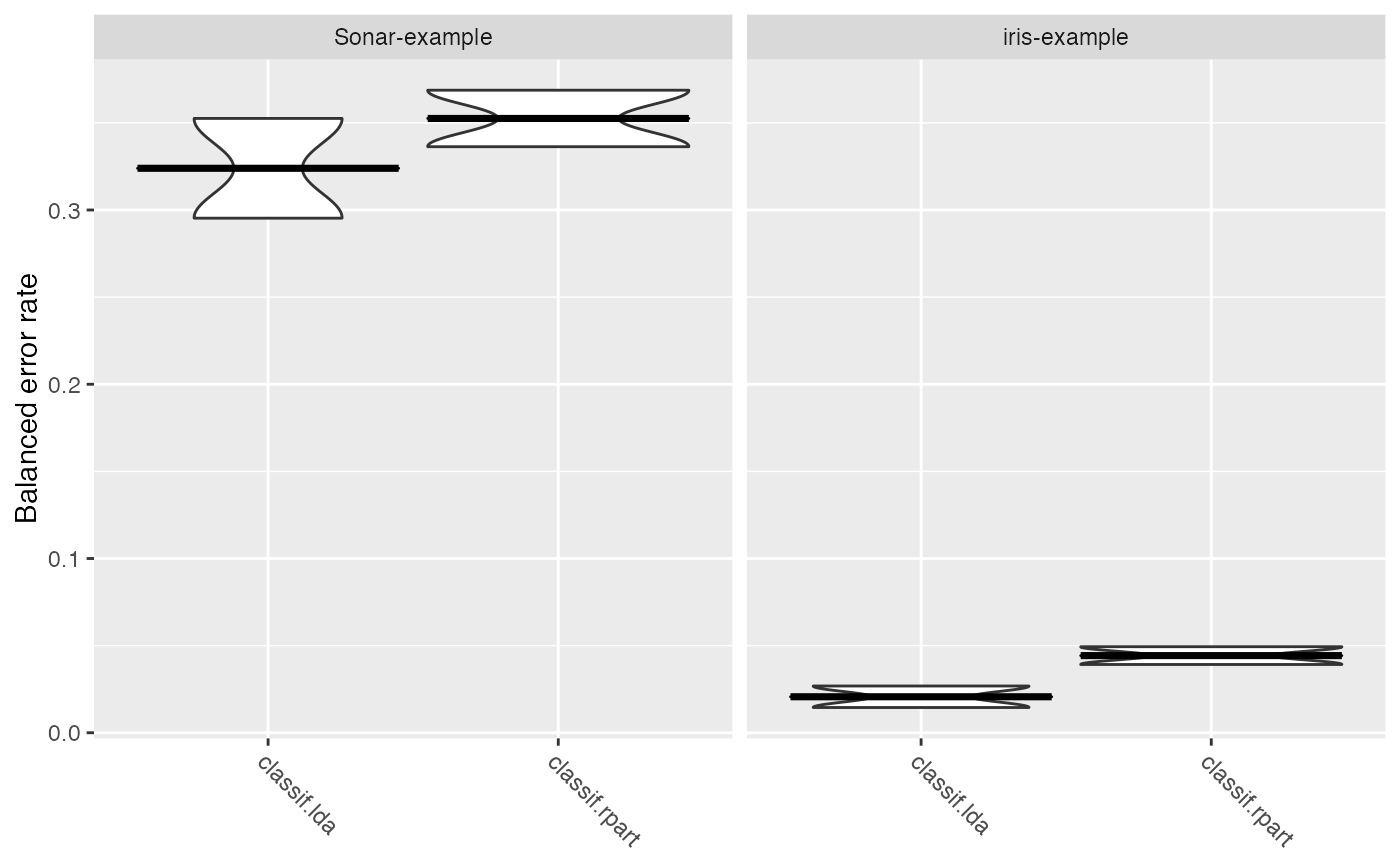 Sonar-example
iris-example
Balanced error rate
0.3
0.2
0.1
0.0
classif.lda
classif.rpart
classif.lda
classif.rpart